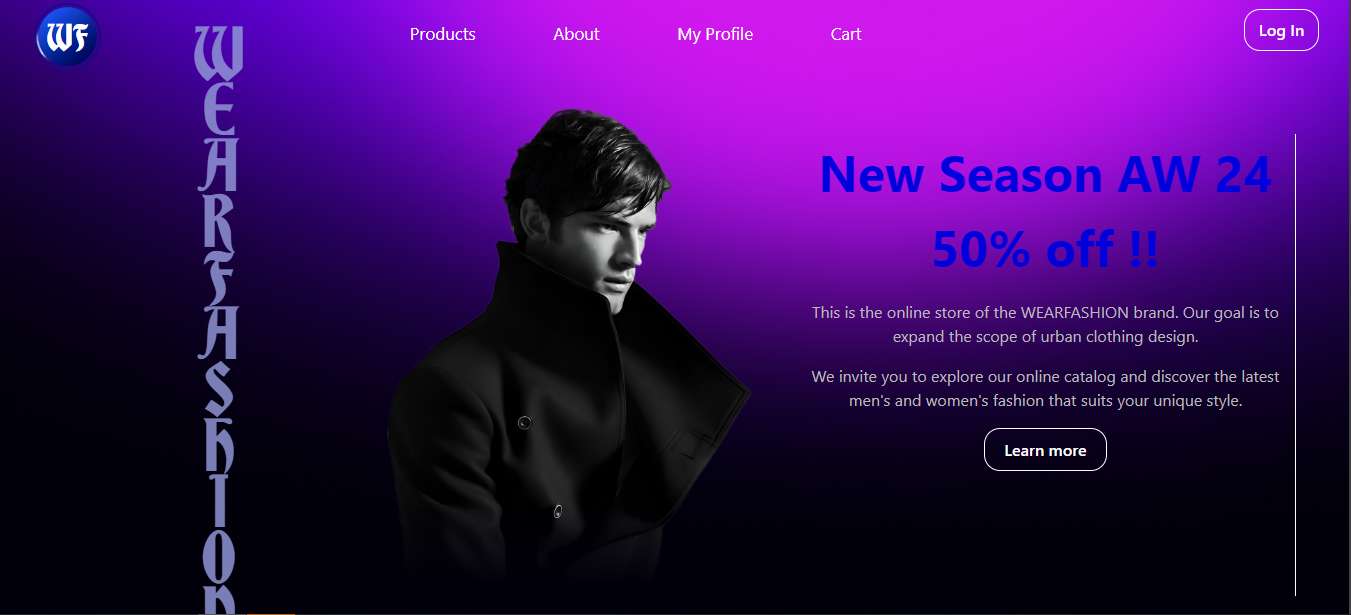 WF
Products About My Profile Cart
Log In
WEARFASHION
New Season AW 24
50% off !!
This is the online store of the WEARFASHION brand. Our goal is to
expand the scope of urban clothing design.
We invite you to explore our online catalog and discover the latest
men's and women's fashion that suits your unique style.
Learn more